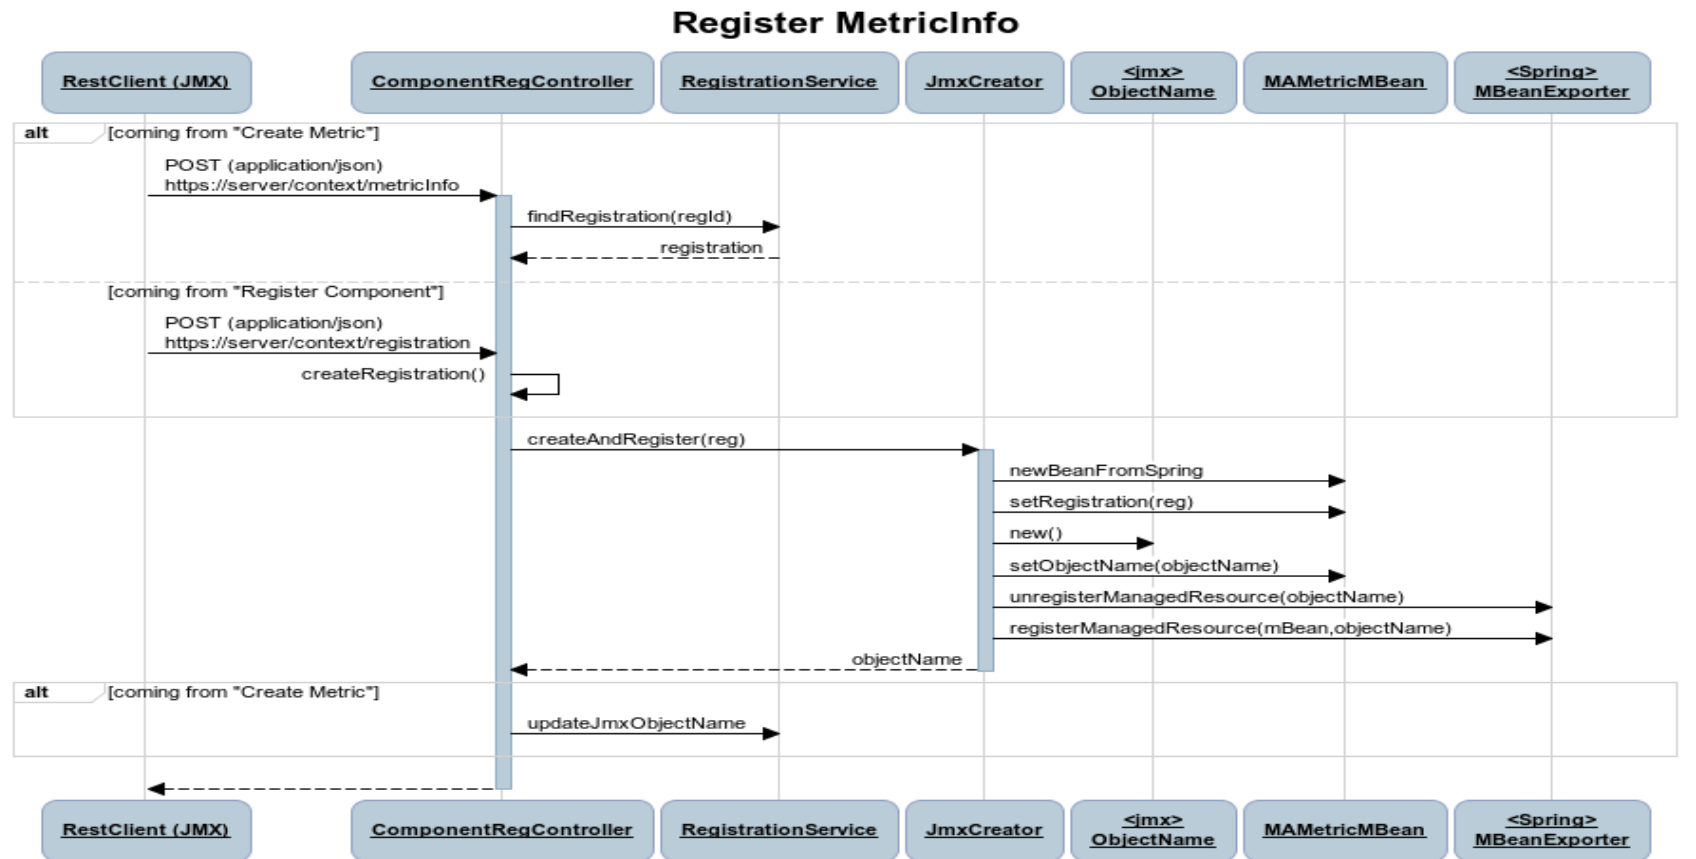 Register MetricInfo
RestClient (JMX)
ComponentRegController
RegistrationService
JmxCreator
<jmx>
ObjectName
MAMetricMBean
<Spring>
MBeanExporter
alt
[coming from "Create Metric"]
POST (application/json)
https://server/context/metricInfo
findRegistration(regId)
registration
[coming from "Register Component"]
POST (application/json)
https://server/context/registration
createRegistration()
createAndRegister(reg)
newBeanFromSpring
setRegistration(reg)
new()
setObjectName(objectName)
unregisterManagedResource(objectName)
registerManagedResource(mBean,objectName)
objectName
alt
[coming from "Create Metric"]
updateJmxObjectName
RestClient (JMX)
ComponentRegController
RegistrationService
JmxCreator
<jmx>
ObjectName
MAMetricMBean
<Spring>
MBeanExporter